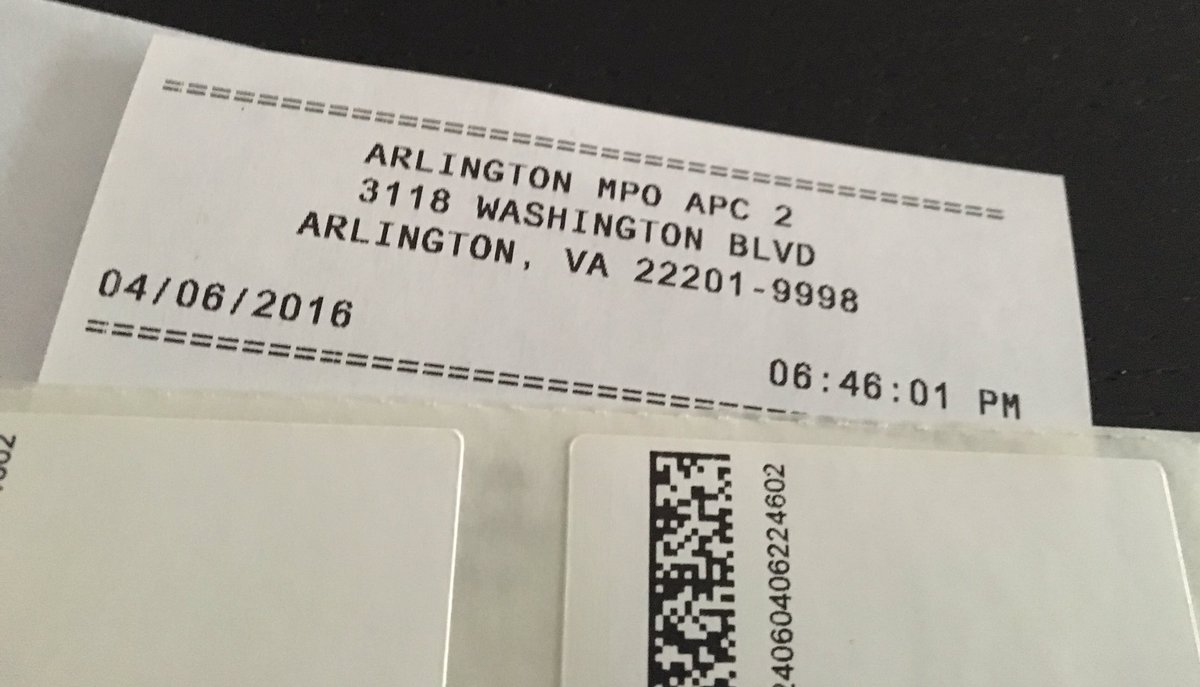 ================================
ARLINGTON MPO APC 2
3118 WASHINGTON BLVD
ARLINGTON, VA 22201-9998
04/06/2016 06:46:01 PM
================================
24060406224602